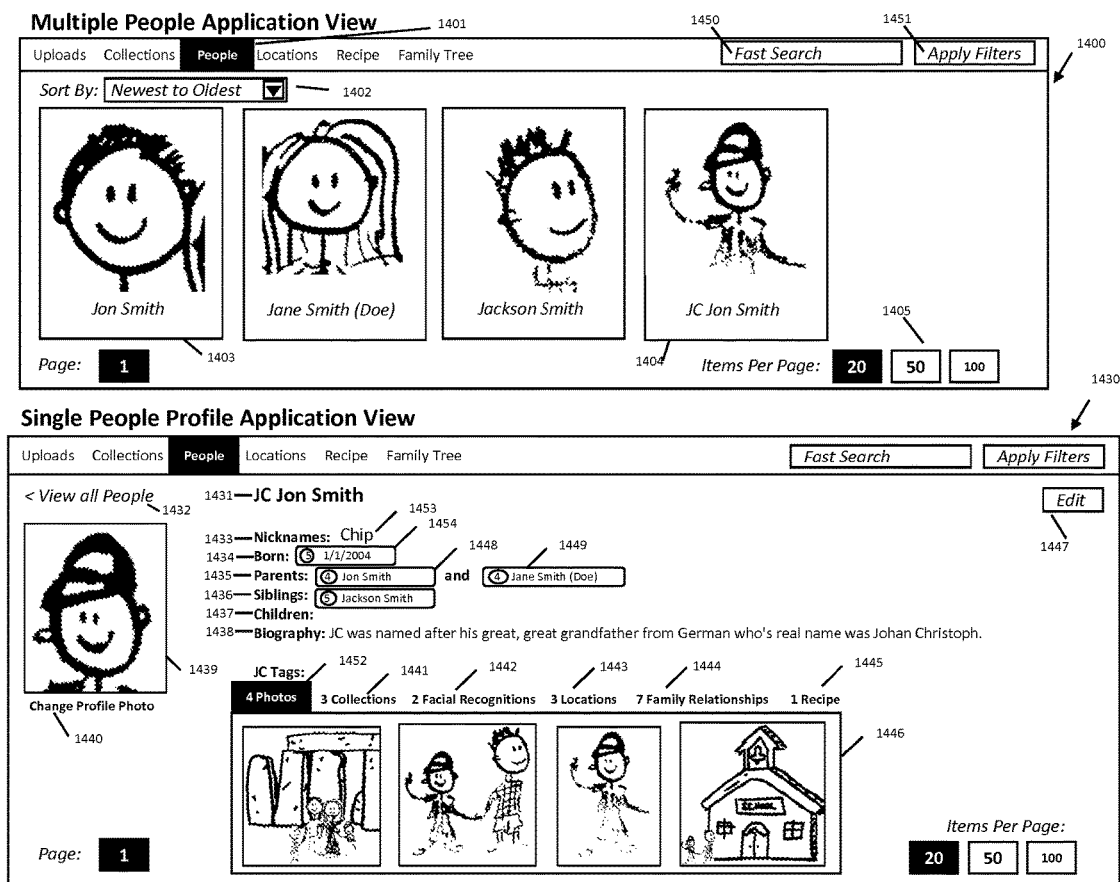 Multiple People Application View
1401
1450
1451
1400
Uploads Collections People Locations Recipe Family Tree Fast Search Apply Filters
Sort By: Newest to Oldest 1402
Jon Smith Jane Smith (Doe) Jackson Smith JC Jon Smith
1403
1404
1405
Page: 1 Items Per Page: 20 50 100
1430
Single People Profile Application View
Uploads Collections People Locations Recipe Family Tree Fast Search Apply Filters
< View all People 1431 JC Jon Smith Edit
1432
1453
1447
1433 Nicknames: Chip 1454
1434 Born: 5 1/1/2004 1448 1449
1435 Parents: 4 Jon Smith and 4 Jane Smith (Doe)
1436 Siblings: 5 Jackson Smith
1437 Children:
1438 Biography: JC was named after his great, great grandfather from German who's real name was Johan Christoph.
1439
JC Tags: 1452 1441 1442 1443 1444 1445
4 Photos 3 Collections 2 Facial Recognitions 3 Locations 7 Family Relationships 1 Recipe
Change Profile Photo
1440
1446
SCHOOL
Page: 1 Items Per Page:
20 50 100